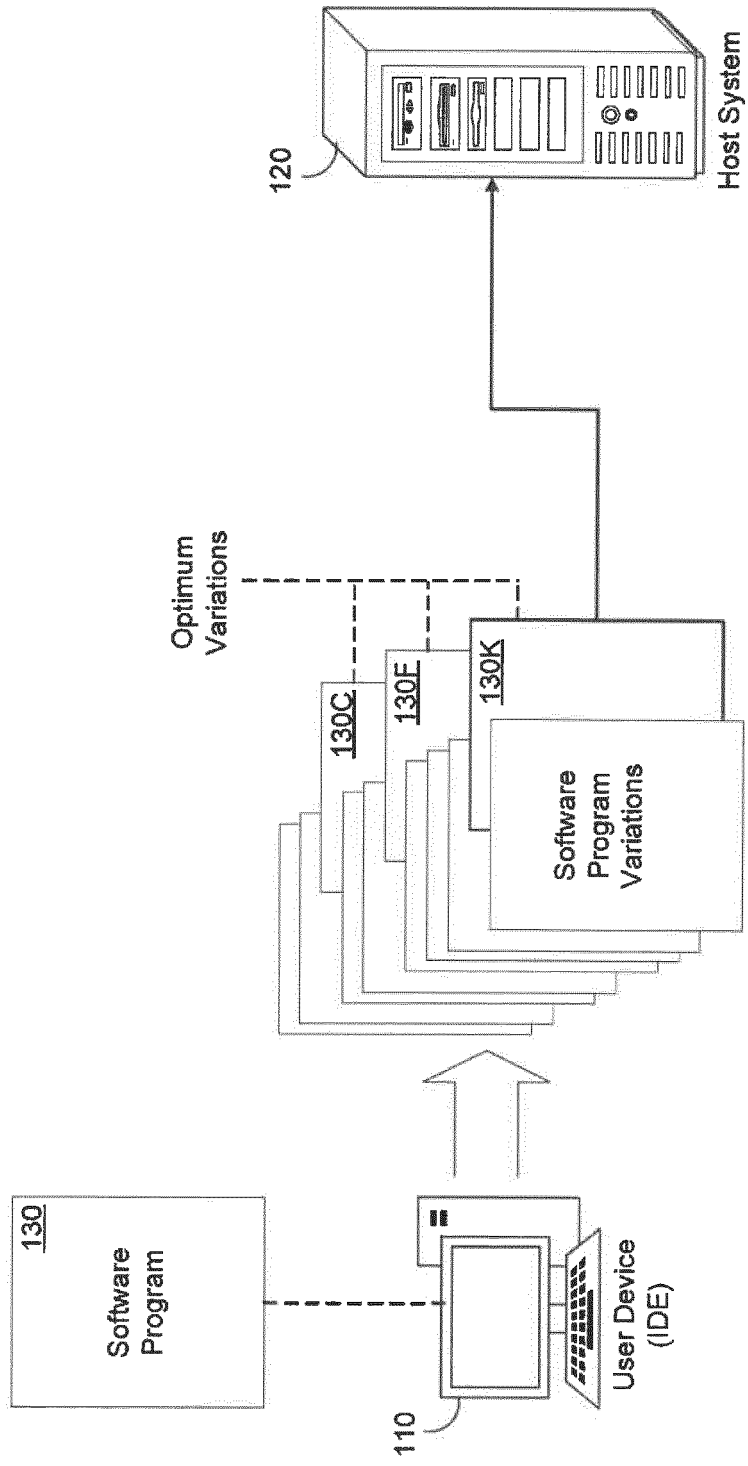 130
Software
Program
110
User Device
(IDE)
Optimum
Variations
130C
130F
130K
Software
Program
Variations
120
Host System